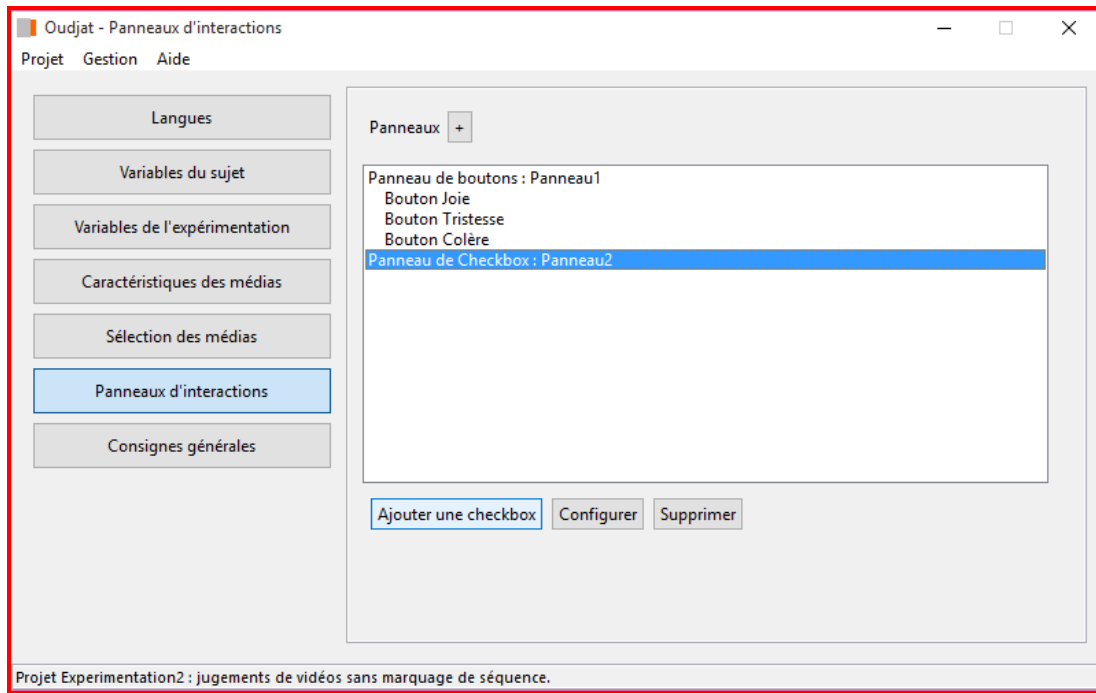 Oudjat - Panneaux d'interactions
Projet Gestion Aide
Langues
Variables du sujet
Variables de l'expérimentation
Caractéristiques des médias
Sélection des médias
Panneaux d'interactions
Consignes générales
Panneaux +
Panneau de boutons : Panneau1
Bouton Joie
Bouton Tristesse
Bouton Colère
Panneau de Checkbox : Panneau2
Ajouter une checkbox Configurer Supprimer
Projet Experimentation2 : jugements de vidéos sans marquage de séquence.